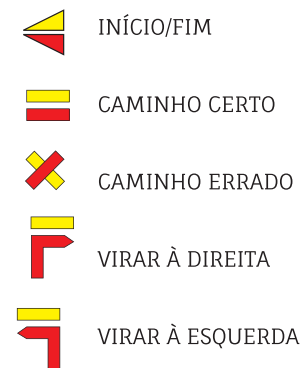 INÍCIO/FIM
CAMINHO CERTO
CAMINHO ERRADO
VIRAR À DIREITA
VIRAR À ESQUERDA